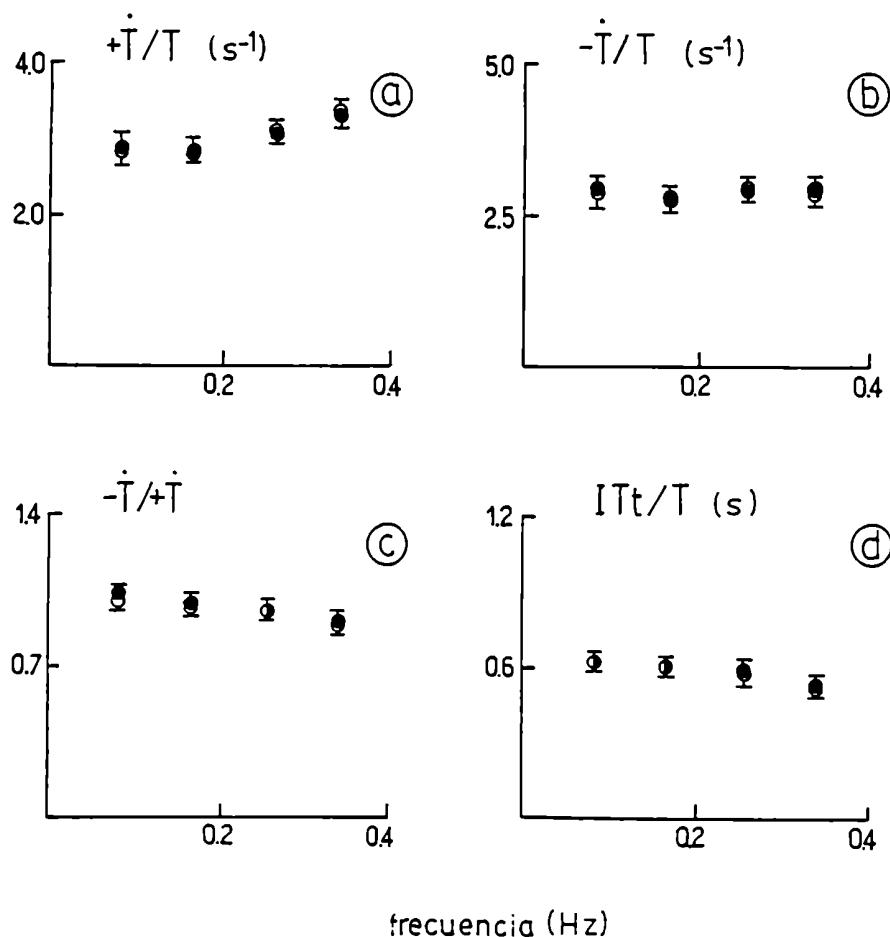 +Ṫ/T (s⁻¹)
4.0
2.0
0.2 0.4
a
-Ṫ/T (s⁻¹)
5.0
2.5
0.2 0.4
b
-Ṫ/+Ṫ
1.4
0.7
0.2 0.4
c
ITt/T (s)
1.2
0.6
0.2 0.4
d
frecuencia (Hz)